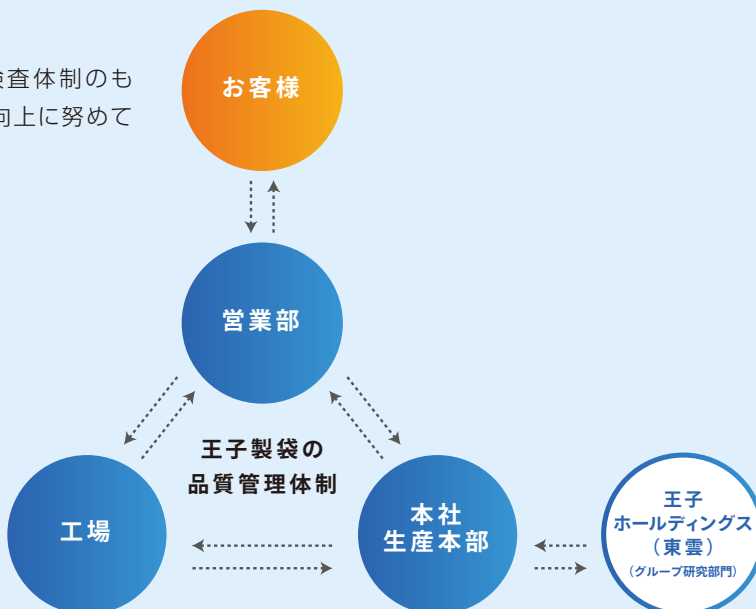 検査体制のも
お客様
向上に努めて
営業部
王子製袋の
品質管理体制
工場
本社
生産本部
王子
ホールディングス
（東雲）
（グループ研究部門）